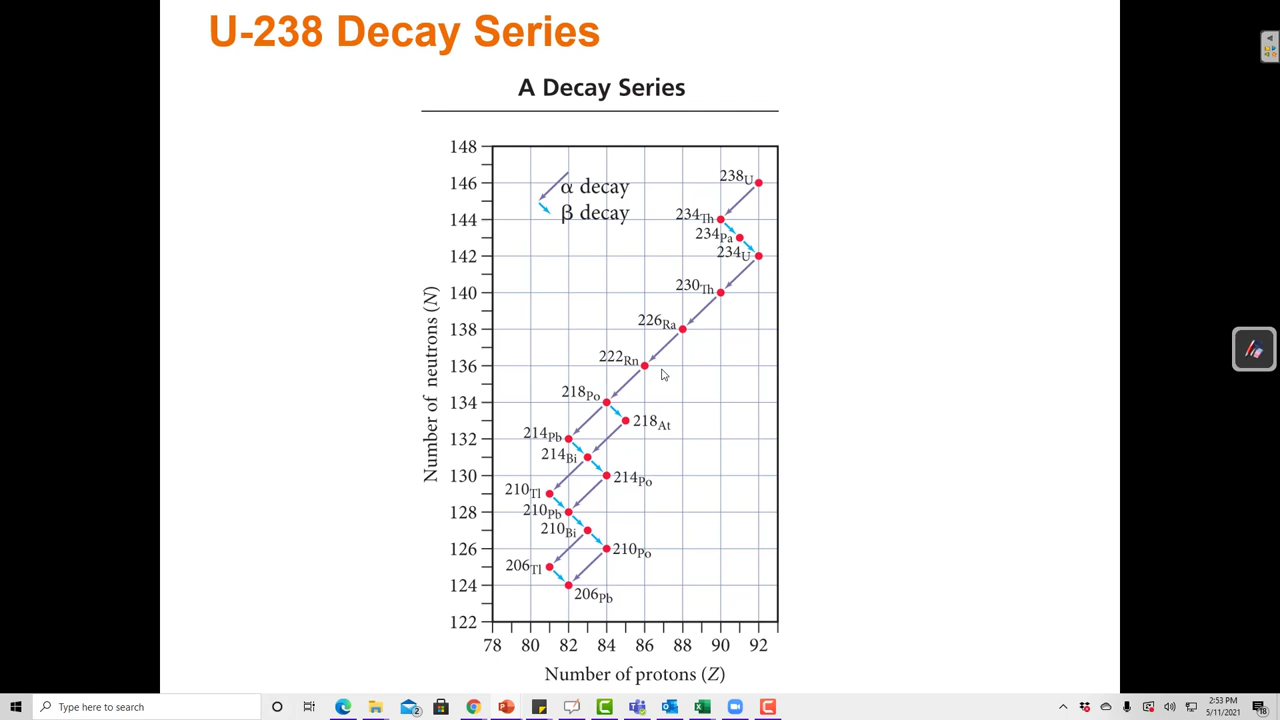 U-238 Decay Series
A Decay Series
148
146
144
142
140
138
136
134
132
130
128
126
124
122
Number of neutrons (N)
α decay
β decay
238U
234Th
234Pa
234U
230Th
226Ra
222Rn
218Po
218At
214Pb
214Bi
214Po
210Tl
210Pb
210Bi
210Po
206Tl
206Pb
78 80 82 84 86 88 90 92
Number of protons (Z)
Type here to search
2
2:53 PM
5/11/2021
18